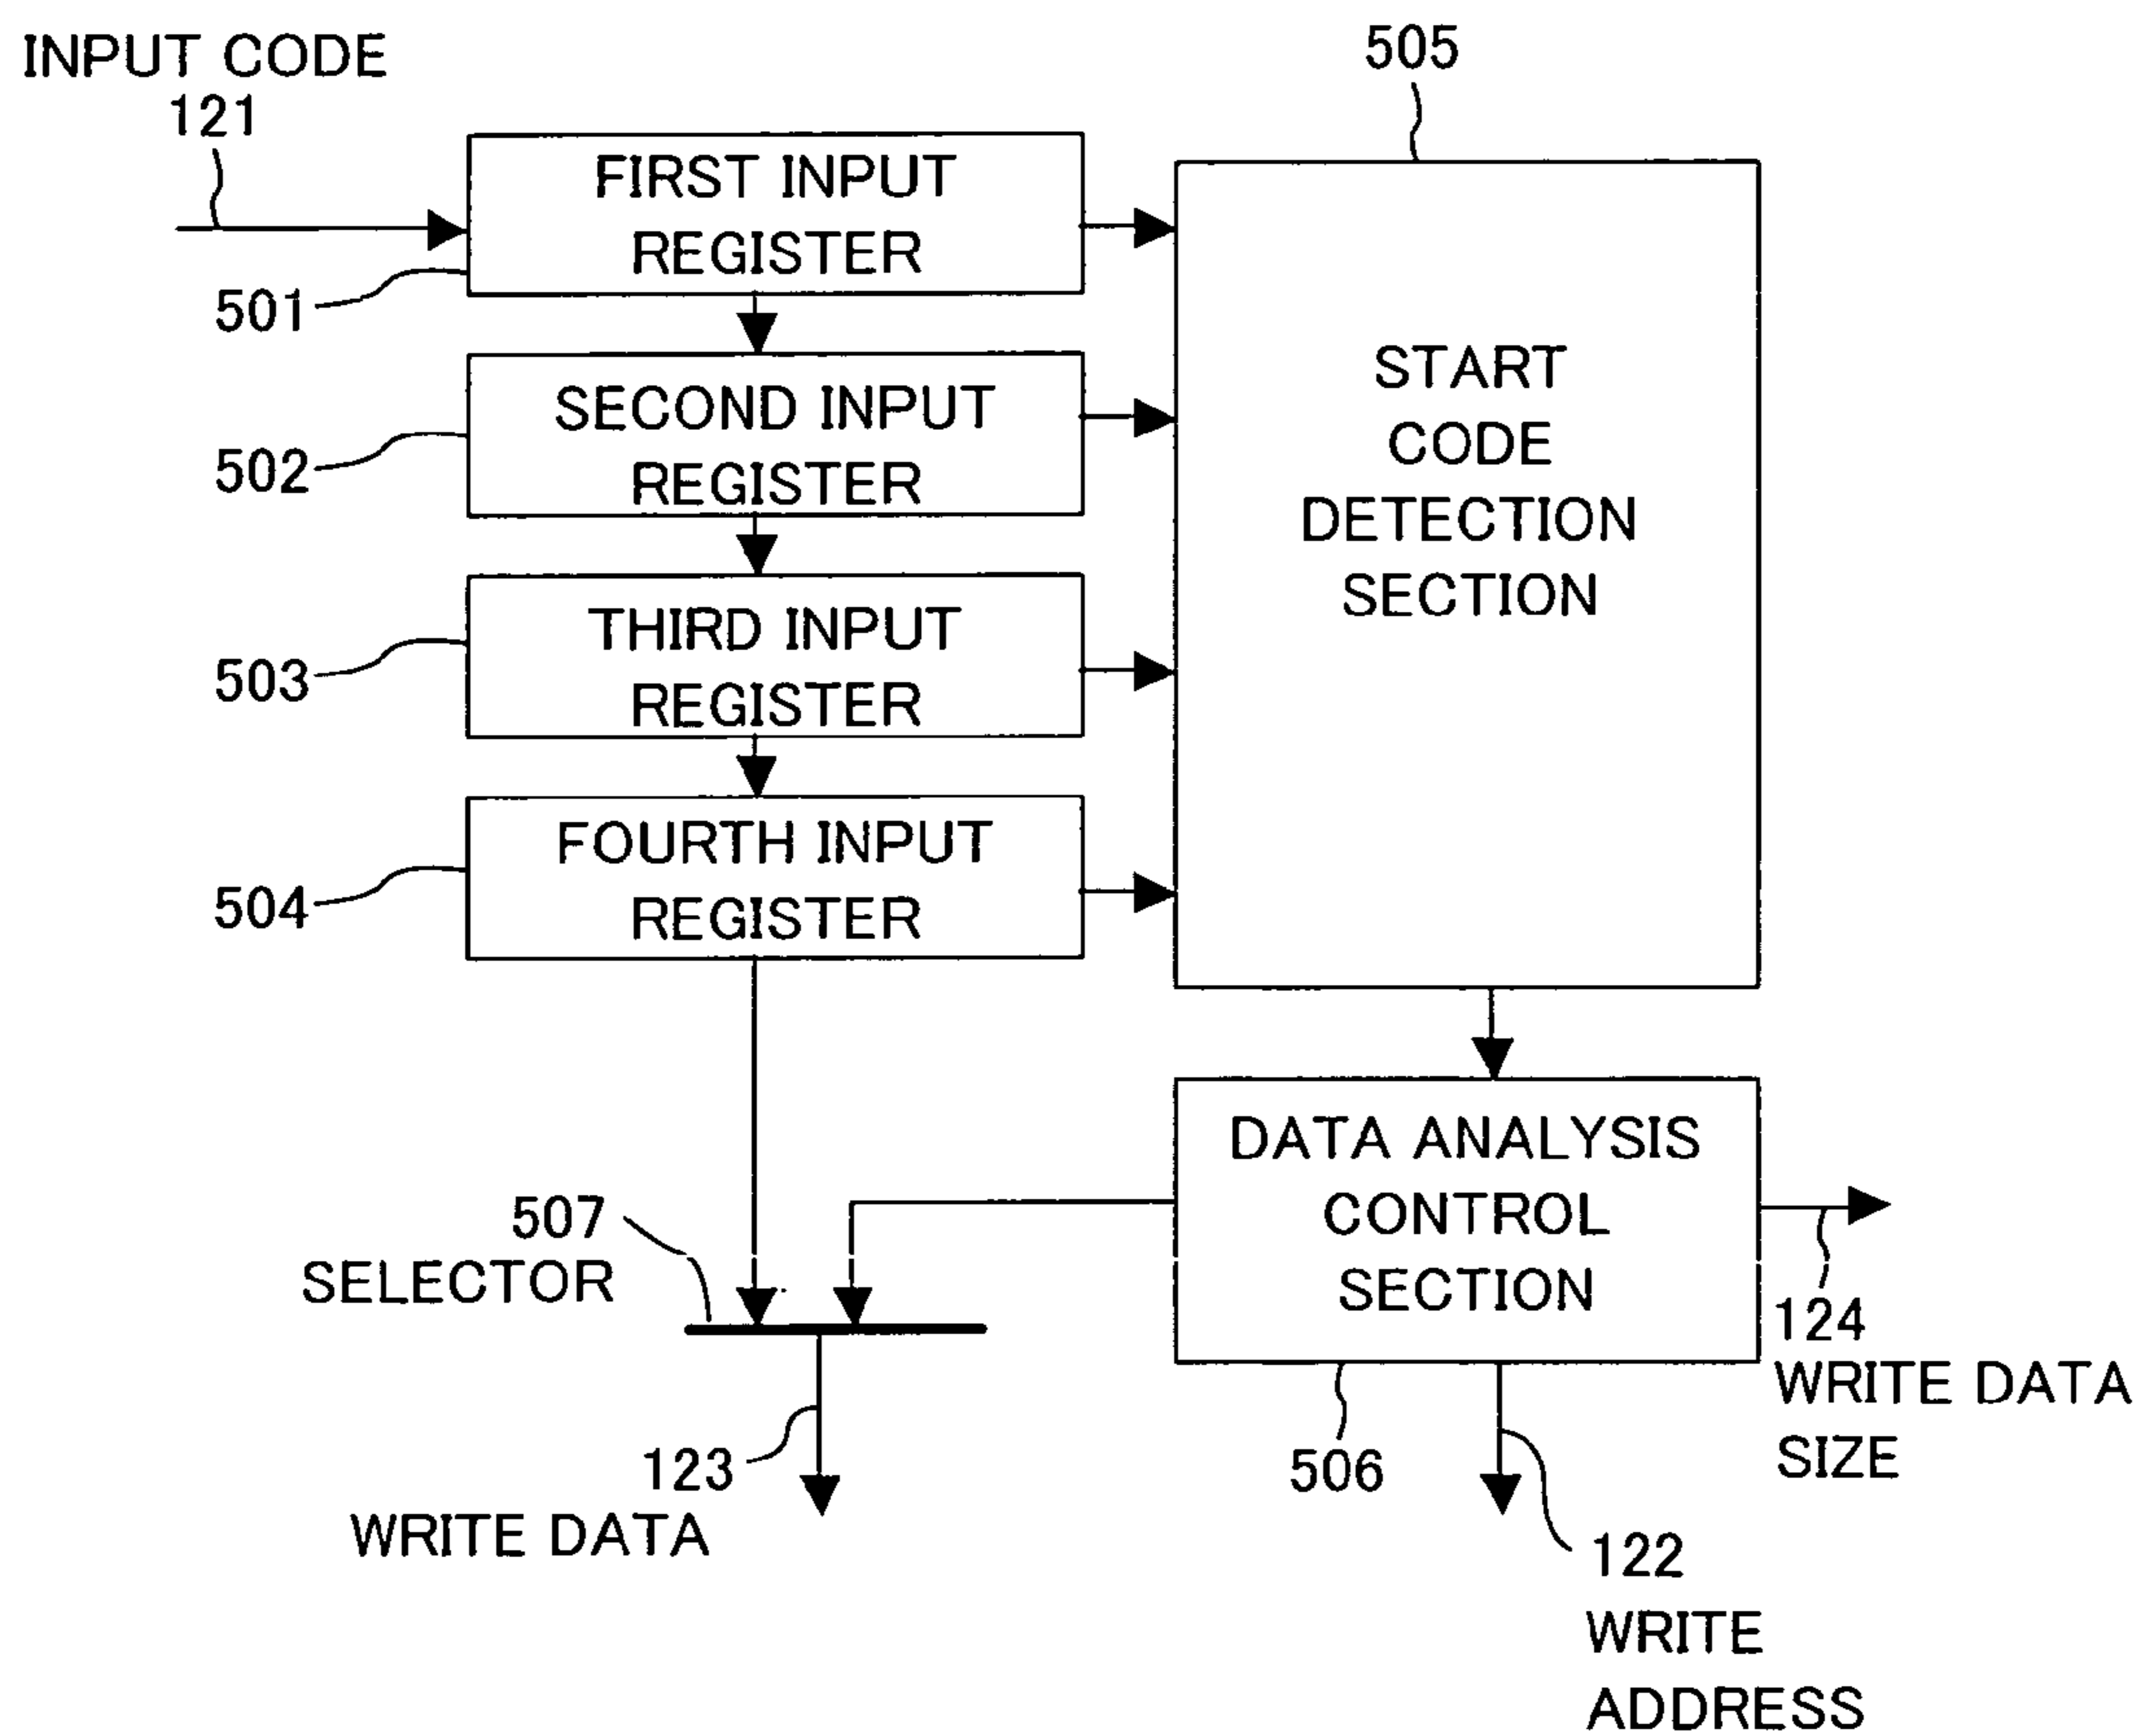 INPUT CODE
121
505
FIRST INPUT
REGISTER
501
SECOND INPUT
REGISTER
502
START
CODE
DETECTION
SECTION
THIRD INPUT
REGISTER
503
FOURTH INPUT
REGISTER
504
DATA ANALYSIS
CONTROL
SECTION
507
SELECTOR
124
WRITE DATA
SIZE
123
WRITE DATA
506
122
WRITE
ADDRESS